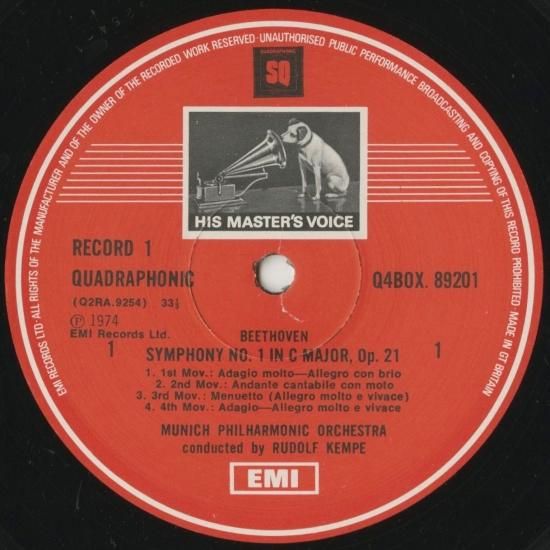 EMI RECORDS LTD · ALL RIGHTS OF THE MANUFACTURER AND OF THE OWNER OF THE RECORDED WORK RESERVED · UNAUTHORISED PUBLIC PERFORMANCE BROADCASTING AND COPYING OF THIS RECORD PROHIBITED · MADE IN GT BRITAIN
QUADRAPHONIC
SQ
HIS MASTER'S VOICE
RECORD 1
QUADRAPHONIC Q4BOX. 89201
(Q2RA.9254) 33⅓
Ⓟ 1974
EMI Records Ltd.
BEETHOVEN
1 SYMPHONY NO. 1 IN C MAJOR, Op. 21 1
1. 1st Mov.: Adagio molto—Allegro con brio
2. 2nd Mov.: Andante cantabile con moto
3. 3rd Mov.: Menuetto (Allegro molto e vivace)
4. 4th Mov.: Adagio—Allegro molto e vivace
MUNICH PHILHARMONIC ORCHESTRA
conducted by RUDOLF KEMPE
EMI